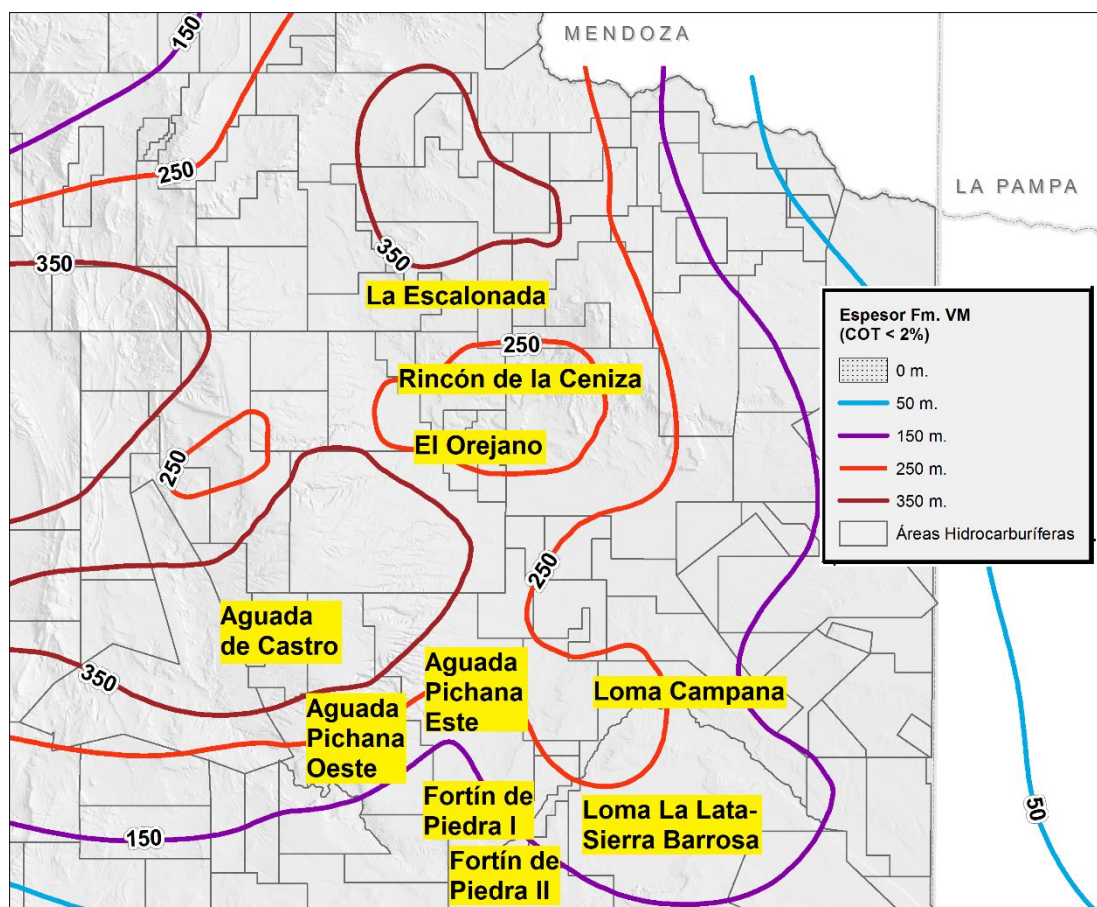 MENDOZA
150
250
LA PAMPA
350
350
La Escalonada
Espesor Fm. VM
(COT < 2%)
0 m.
50 m.
150 m.
250 m.
350 m.
Áreas Hidrocarburíferas
250
Rincón de la Ceniza
El Orejano
250
250
Aguada
de Castro
350
Aguada
Pichana
Este
Loma Campana
Aguada
Pichana
Oeste
Fortín de
Piedra I
Loma La Lata-
Sierra Barrosa
150
50
Fortín de
Piedra II